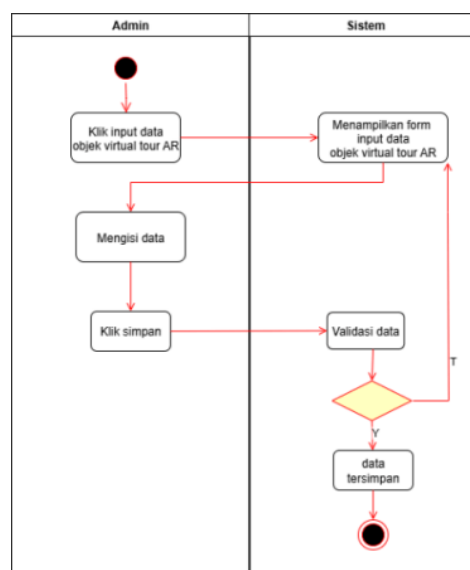 Admin
Sistem
Klik input data
objek virtual tour AR
Menampilkan form
input data
objek virtual tour AR
Mengisi data
Klik simpan
Validasi data
T
Y
data
tersimpan